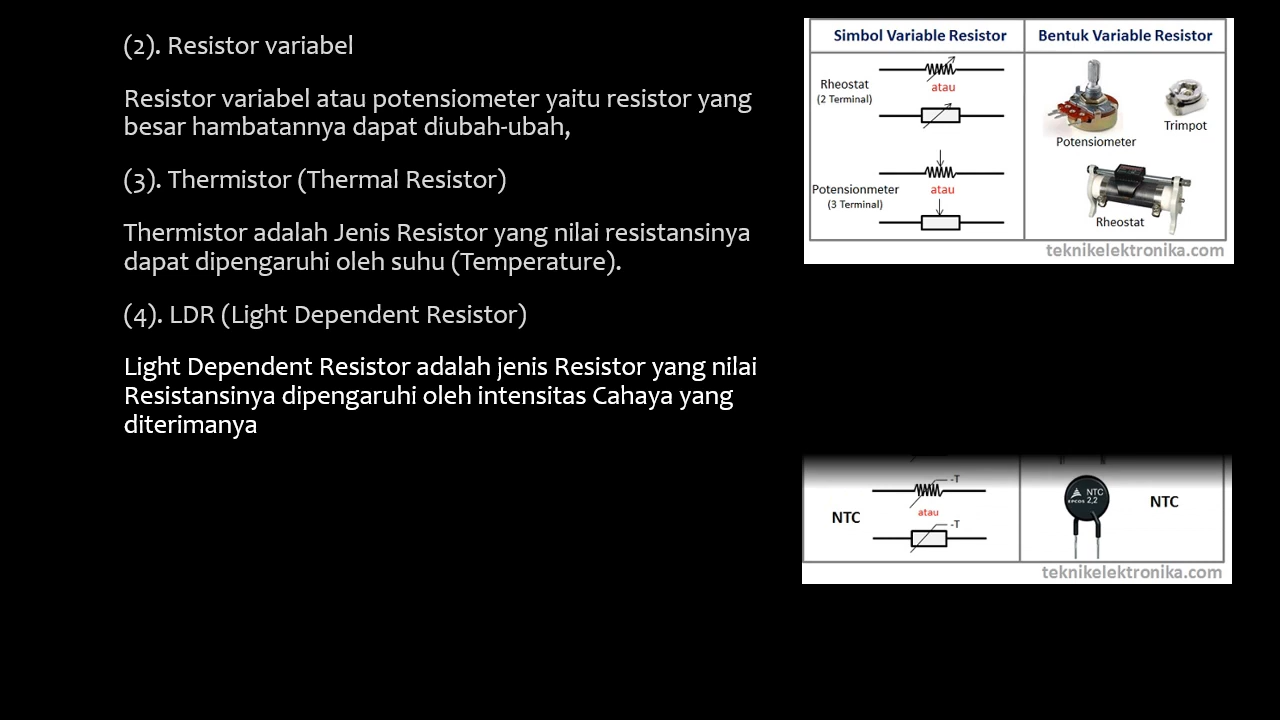 (2). Resistor variabel
Resistor variabel atau potensiometer yaitu resistor yang
besar hambatannya dapat diubah-ubah,
(3). Thermistor (Thermal Resistor)
Thermistor adalah Jenis Resistor yang nilai resistansinya
dapat dipengaruhi oleh suhu (Temperature).
(4). LDR (Light Dependent Resistor)
Light Dependent Resistor adalah jenis Resistor yang nilai
Resistansinya dipengaruhi oleh intensitas Cahaya yang
diterimanya
Simbol Variable Resistor
Bentuk Variable Resistor
Rheostat
(2 Terminal)
atau
Potensiometer
Trimpot
Potensionmeter
(3 Terminal)
atau
Rheostat
teknikelektronika.com
NTC
-T
atau
-T
EPCOS
NTC
2,2
NTC
teknikelektronika.com